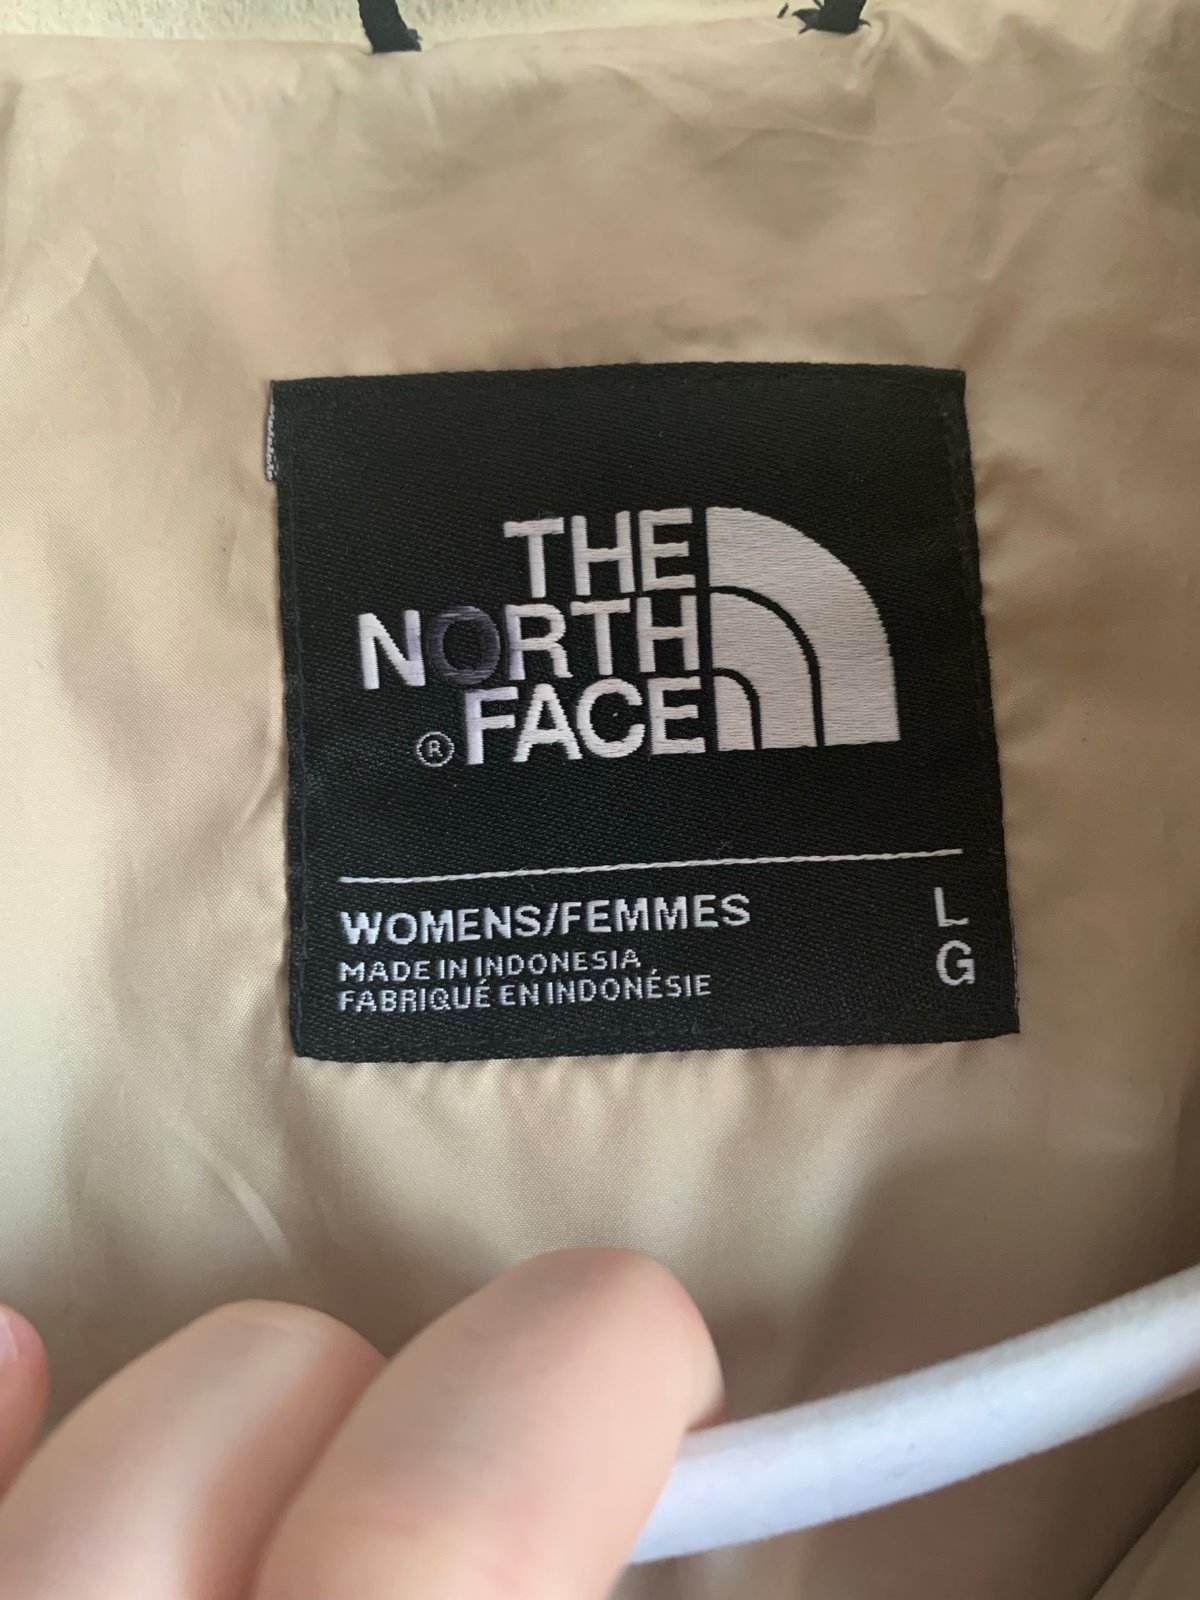 THE
NORTH
FACE
®
WOMENS/FEMMES
MADE IN INDONESIA
FABRIQUÉ EN INDONÉSIE
L
G